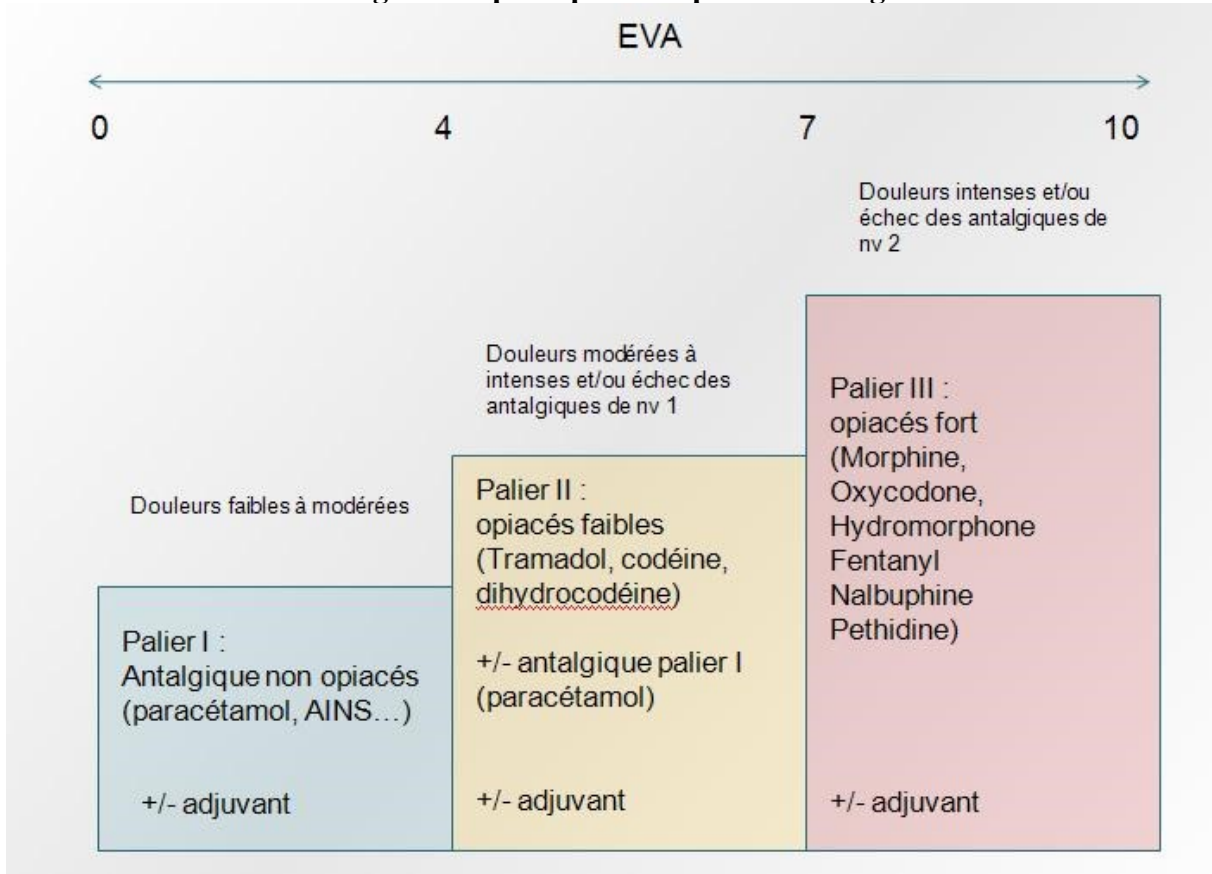 EVA
0 4 7 10
Douleurs intenses et/ou
échec des antalgiques de
nv 2
Douleurs modérées à
intenses et/ou échec des
antalgiques de nv 1
Douleurs faibles à modérées
Palier I :
Antalgique non opiacés
(paracétamol, AINS...)
+/- adjuvant
Palier II :
opiacés faibles
(Tramadol, codéine,
dihydrocodéine)
+/- antalgique palier I
(paracétamol)
+/- adjuvant
Palier III :
opiacés fort
(Morphine,
Oxycodone,
Hydromorphone
Fentanyl
Nalbuphine
Pethidine)
+/- adjuvant